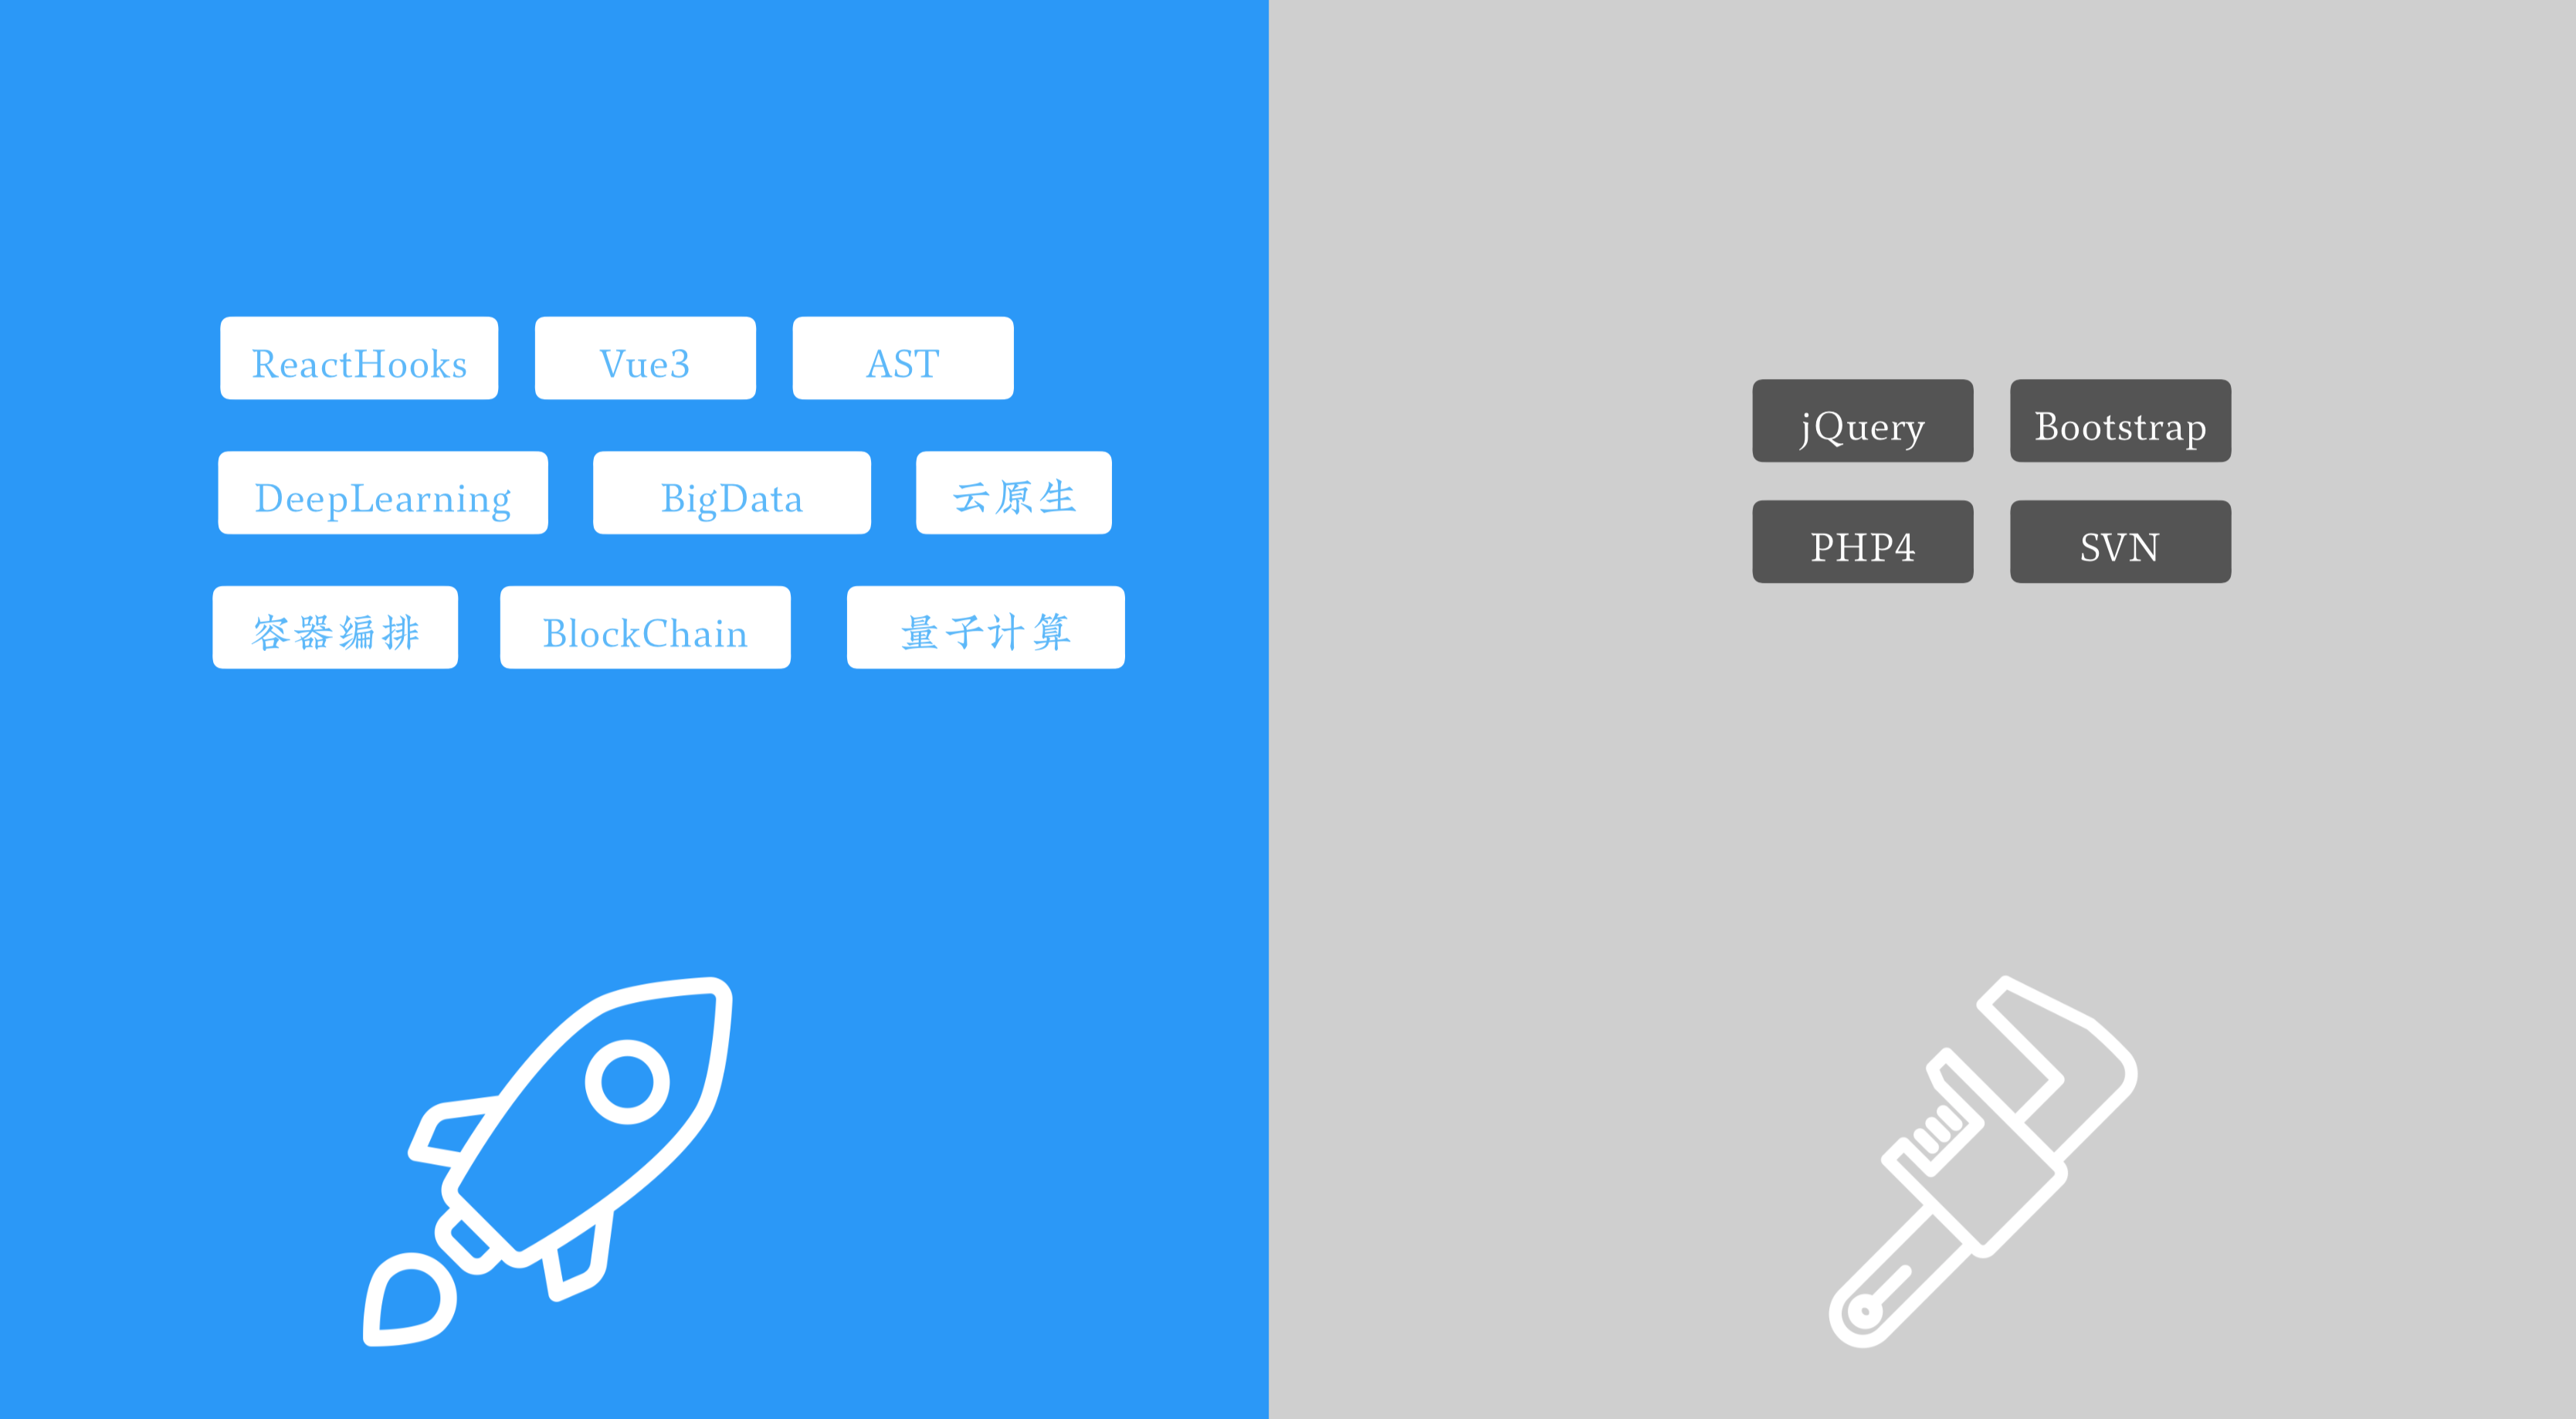 ReactHooks Vue3 AST
DeepLearning BigData 云原生
容器编排 BlockChain 量子计算
jQuery Bootstrap
PHP4 SVN